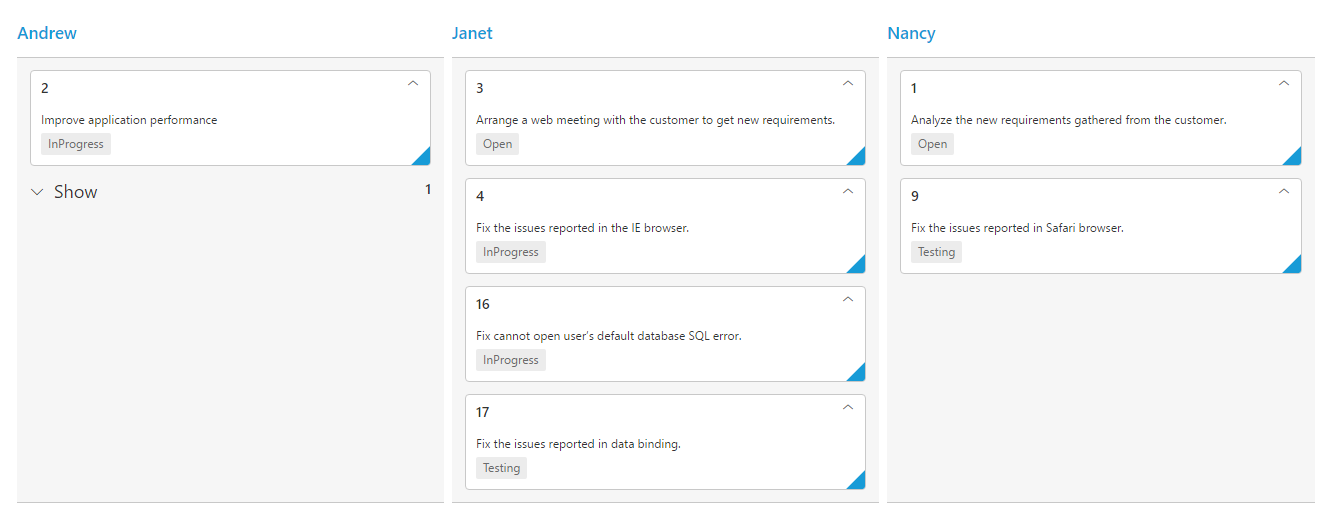 Andrew
2
Improve application performance
InProgress
Show 1
Janet
3
Arrange a web meeting with the customer to get new requirements.
Open
4
Fix the issues reported in the IE browser.
InProgress
16
Fix cannot open user's default database SQL error.
InProgress
17
Fix the issues reported in data binding.
Testing
Nancy
1
Analyze the new requirements gathered from the customer.
Open
9
Fix the issues reported in Safari browser.
Testing